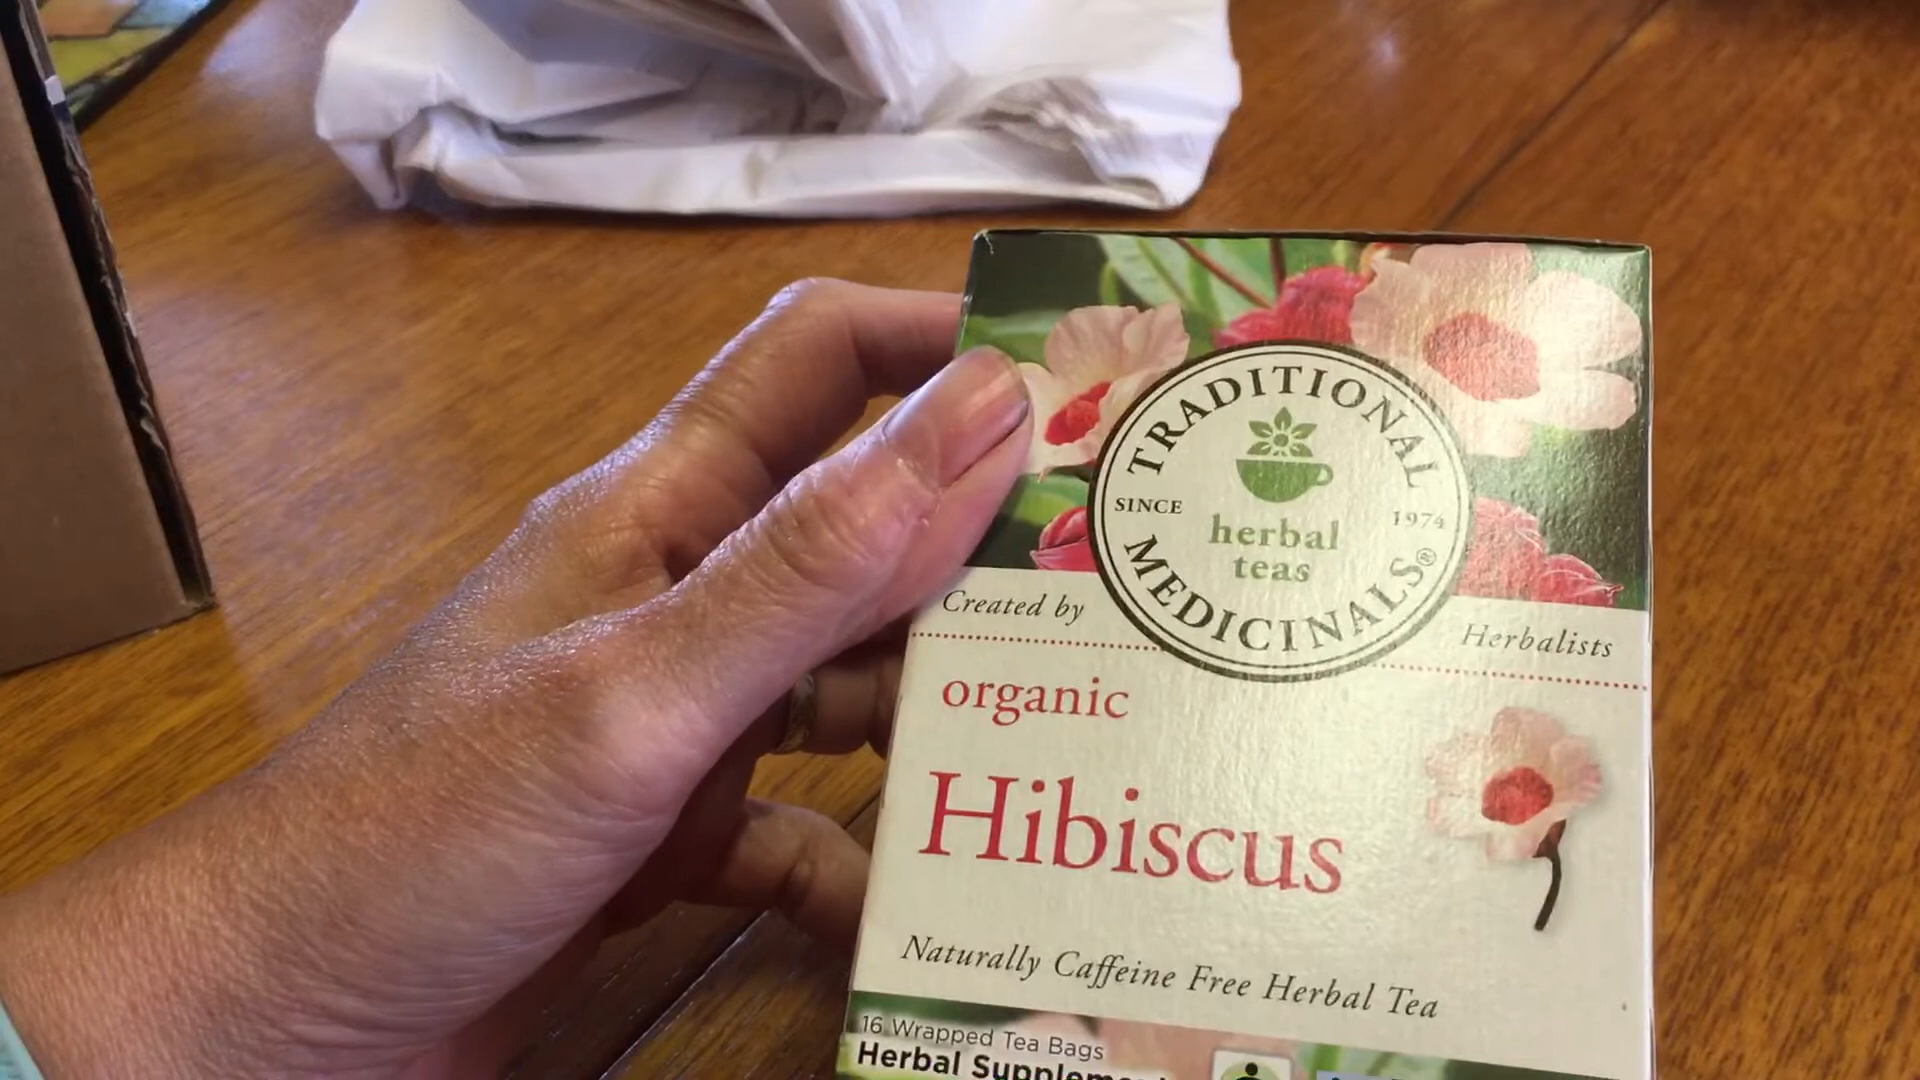 TRADITIONAL
SINCE 1974
herbal
teas
MEDICINALS®
Created by Herbalists
organic
Hibiscus
Naturally Caffeine Free Herbal Tea
16 Wrapped Tea Bags
Herbal